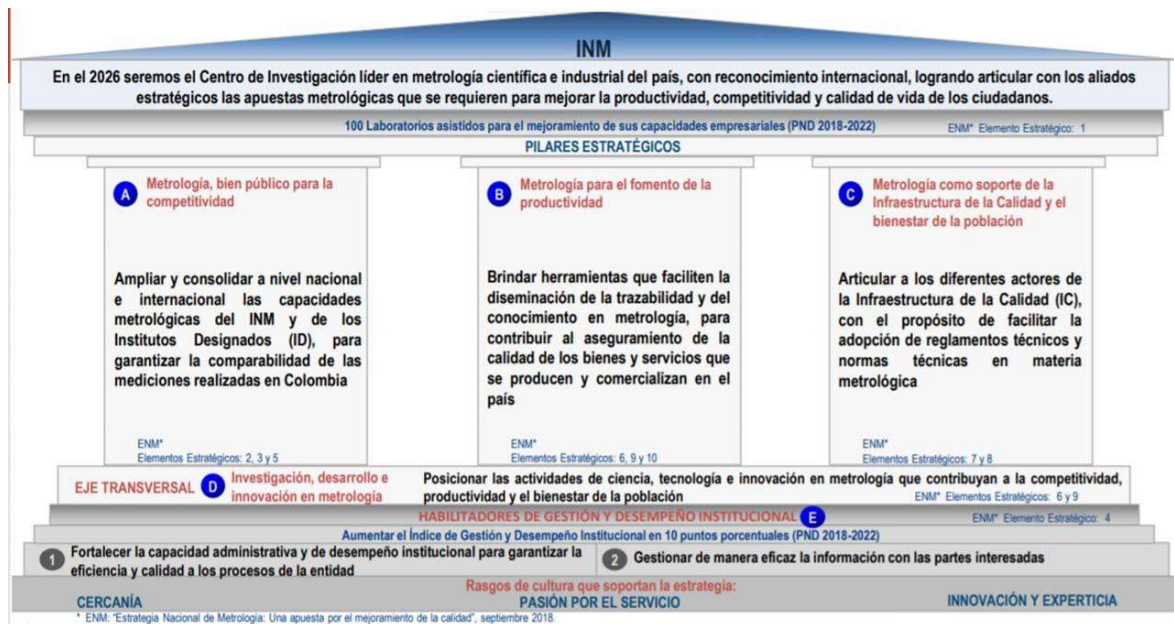 INM
En el 2026 seremos el Centro de Investigación líder en metrología científica e industrial del país, con reconocimiento internacional, logrando articular con los aliados
estratégicos las apuestas metrológicas que se requieren para mejorar la productividad, competitividad y calidad de vida de los ciudadanos.
100 Laboratorios asistidos para el mejoramiento de sus capacidades empresariales (PND 2018-2022)
ENM* Elemento Estratégico: 1
PILARES ESTRATÉGICOS
A
Metrología, bien público para la
competitividad
Ampliar y consolidar a nivel nacional
e internacional las capacidades
metrológicas del INM y de los
Institutos Designados (ID), para
garantizar la comparabilidad de las
mediciones realizadas en Colombia
ENM*
Elementos Estratégicos: 2, 3 y 5
B
Metrología para el fomento de la
productividad
Brindar herramientas que faciliten la
diseminación de la trazabilidad y del
conocimiento en metrología, para
contribuir al aseguramiento de la
calidad de los bienes y servicios que
se producen y comercializan en el
país
ENM*
Elementos Estratégicos: 6, 9 y 10
C
Metrología como soporte de la
Infraestructura de la Calidad y el
bienestar de la población
Articular a los diferentes actores de
la Infraestructura de la Calidad (IC),
con el propósito de facilitar la
adopción de reglamentos técnicos y
normas técnicas en materia
metrológica
ENM*
Elementos Estratégicos: 7 y 8
EJE TRANSVERSAL D
Investigación, desarrollo e
innovación en metrología
Posicionar las actividades de ciencia, tecnología e innovación en metrología que contribuyan a la competitividad,
productividad y el bienestar de la población
ENM* Elementos Estratégicos: 6 y 9
HABILITADORES DE GESTIÓN Y DESEMPEÑO INSTITUCIONAL E
ENM* Elemento Estratégico: 4
Aumentar el Índice de Gestión y Desempeño Institucional en 10 puntos porcentuales (PND 2018-2022)
1
Fortalecer la capacidad administrativa y de desempeño institucional para garantizar la
eficiencia y calidad a los procesos de la entidad
2
Gestionar de manera eficaz la información con las partes interesadas
Rasgos de cultura que soportan la estrategia:
CERCANÍA
PASIÓN POR EL SERVICIO
INNOVACIÓN Y EXPERTICIA
* ENM: "Estrategia Nacional de Metrología: Una apuesta por el mejoramiento de la calidad", septiembre 2018.